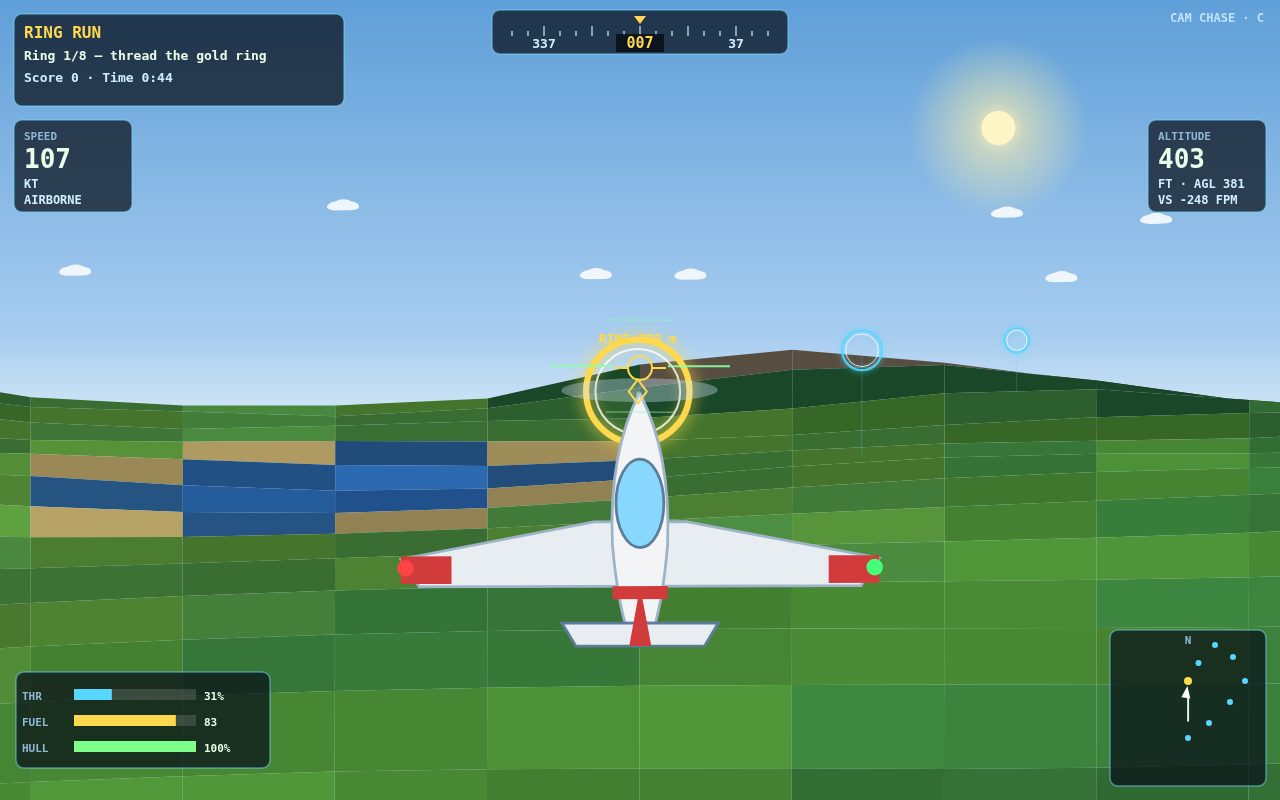 RING RUN
Ring 1/8 — thread the gold ring
Score 0 · Time 0:44
337
007
37
CAM CHASE · C
SPEED
107
KT
AIRBORNE
ALTITUDE
403
FT · AGL 381
VS -248 FPM
RING m
N
THR
31%
FUEL
83
HULL
100%